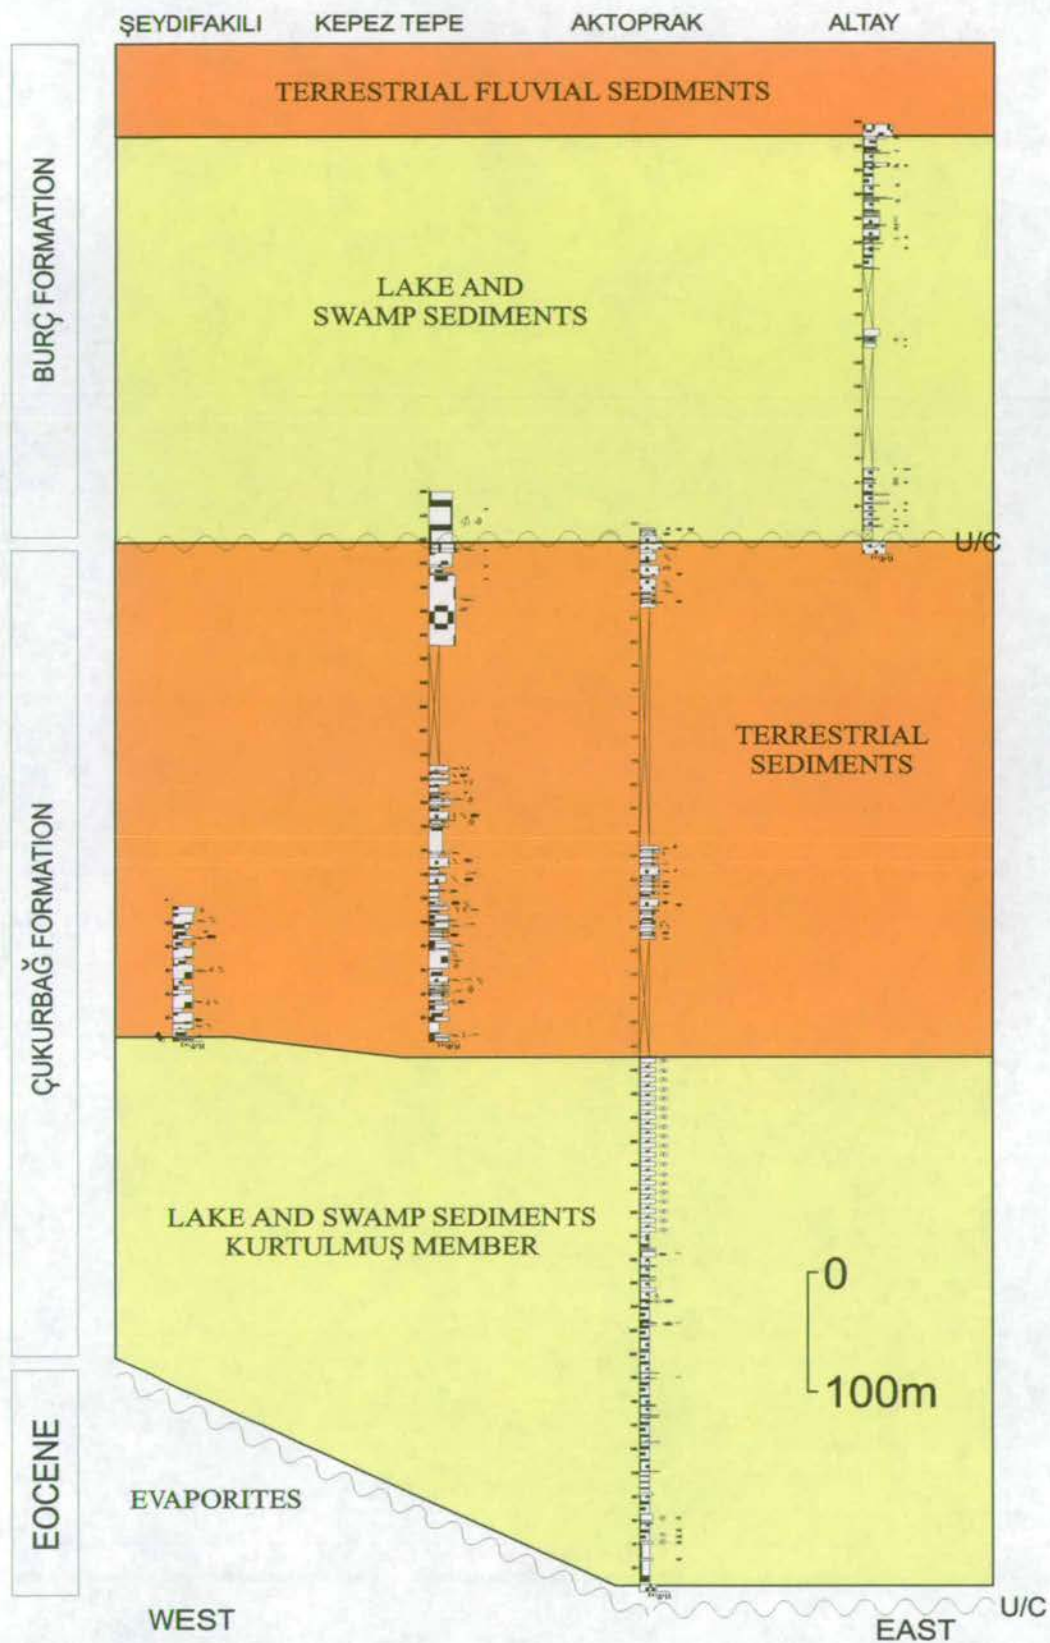 ŞEYDIFAKILI KEPEZ TEPE AKTOPRAK ALTAY
TERRESTRIAL FLUVIAL SEDIMENTS
BURÇ FORMATION
LAKE AND
SWAMP SEDIMENTS
U/C
ÇUKURBAĞ FORMATION
TERRESTRIAL
SEDIMENTS
LAKE AND SWAMP SEDIMENTS
KURTULMUŞ MEMBER
0
100m
EOCENE
EVAPORITES
WEST
EAST
U/C